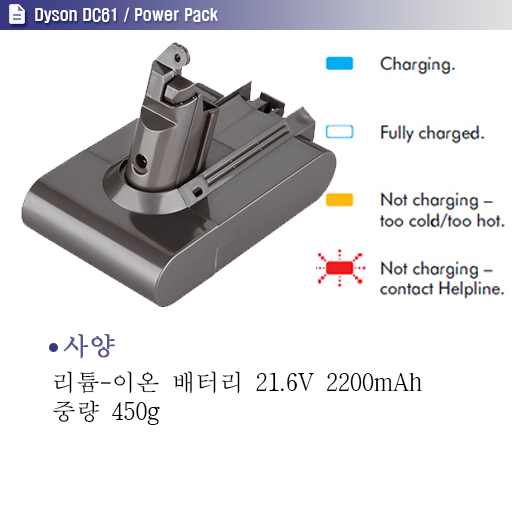 Dyson DC61 / Power Pack
Charging.
Fully charged.
Not charging –
too cold/too hot.
Not charging –
contact Helpline.
•사양
리튬-이온 배터리 21.6V 2200mAh
중량 450g